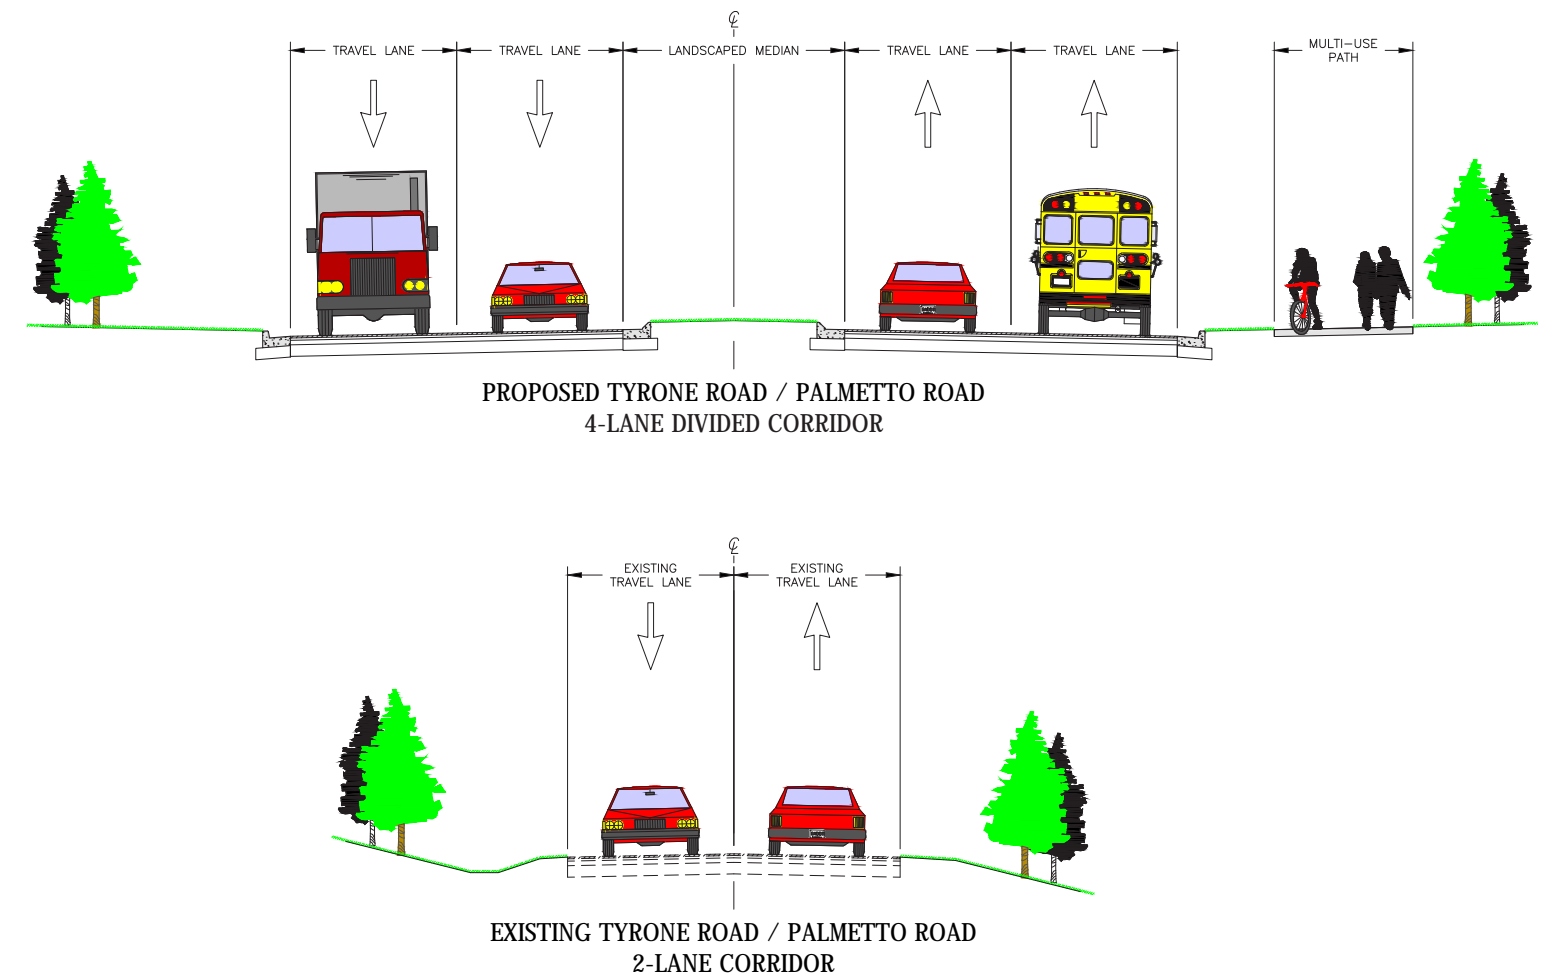 ℄
TRAVEL LANE TRAVEL LANE LANDSCAPED MEDIAN TRAVEL LANE TRAVEL LANE MULTI-USE
PATH
PROPOSED TYRONE ROAD / PALMETTO ROAD
4-LANE DIVIDED CORRIDOR
℄
EXISTING EXISTING
TRAVEL LANE TRAVEL LANE
EXISTING TYRONE ROAD / PALMETTO ROAD
2-LANE CORRIDOR